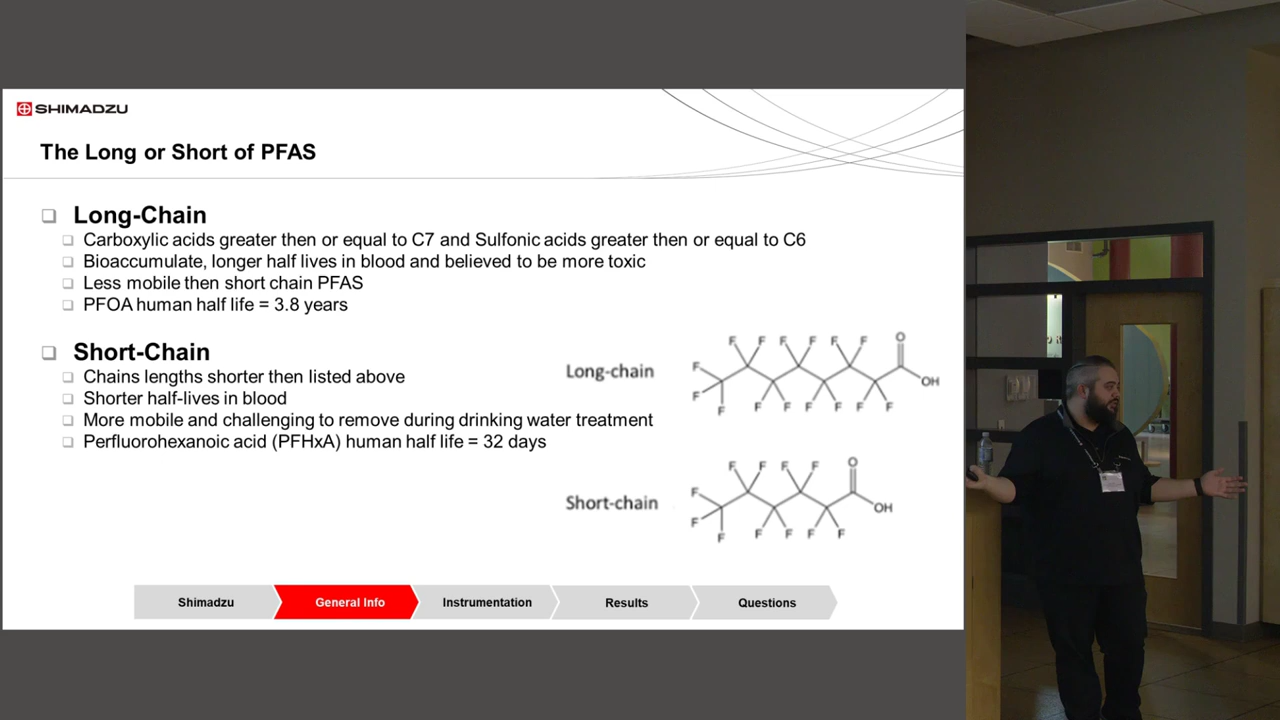 SHIMADZU
The Long or Short of PFAS
Long-Chain
Carboxylic acids greater then or equal to C7 and Sulfonic acids greater then or equal to C6
Bioaccumulate, longer half lives in blood and believed to be more toxic
Less mobile then short chain PFAS
PFOA human half life = 3.8 years
Short-Chain
Chains lengths shorter then listed above
Shorter half-lives in blood
More mobile and challenging to remove during drinking water treatment
Perfluorohexanoic acid (PFHxA) human half life = 32 days
Long-chain
F F F F F F O
F
F OH
F F F F F F F
Short-chain
F F F F O
F
F OH
F F F F F
Shimadzu General Info Instrumentation Results Questions